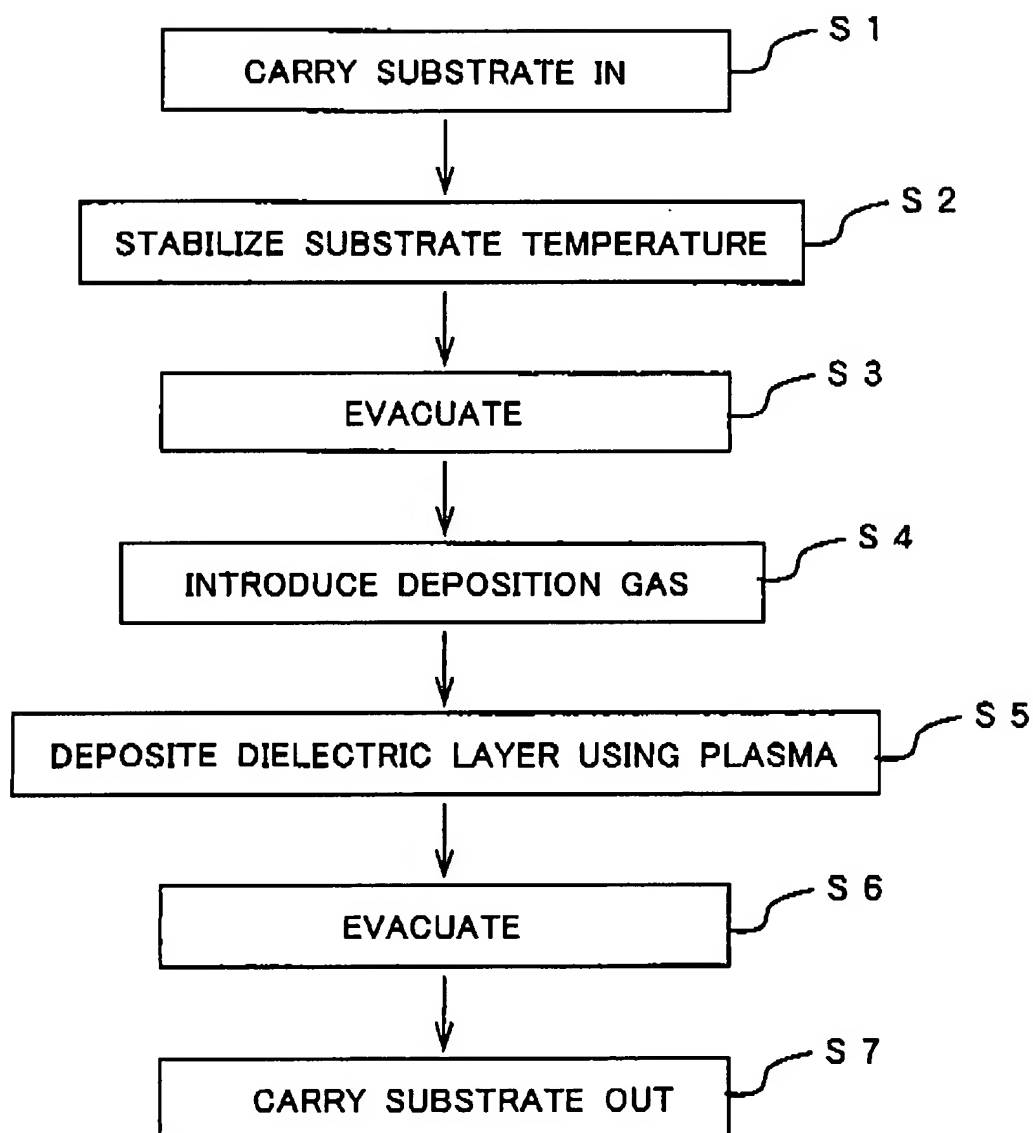 S 1
CARRY SUBSTRATE IN
S 2
STABILIZE SUBSTRATE TEMPERATURE
S 3
EVACUATE
S 4
INTRODUCE DEPOSITION GAS
S 5
DEPOSITE DIELECTRIC LAYER USING PLASMA
S 6
EVACUATE
S 7
CARRY SUBSTRATE OUT